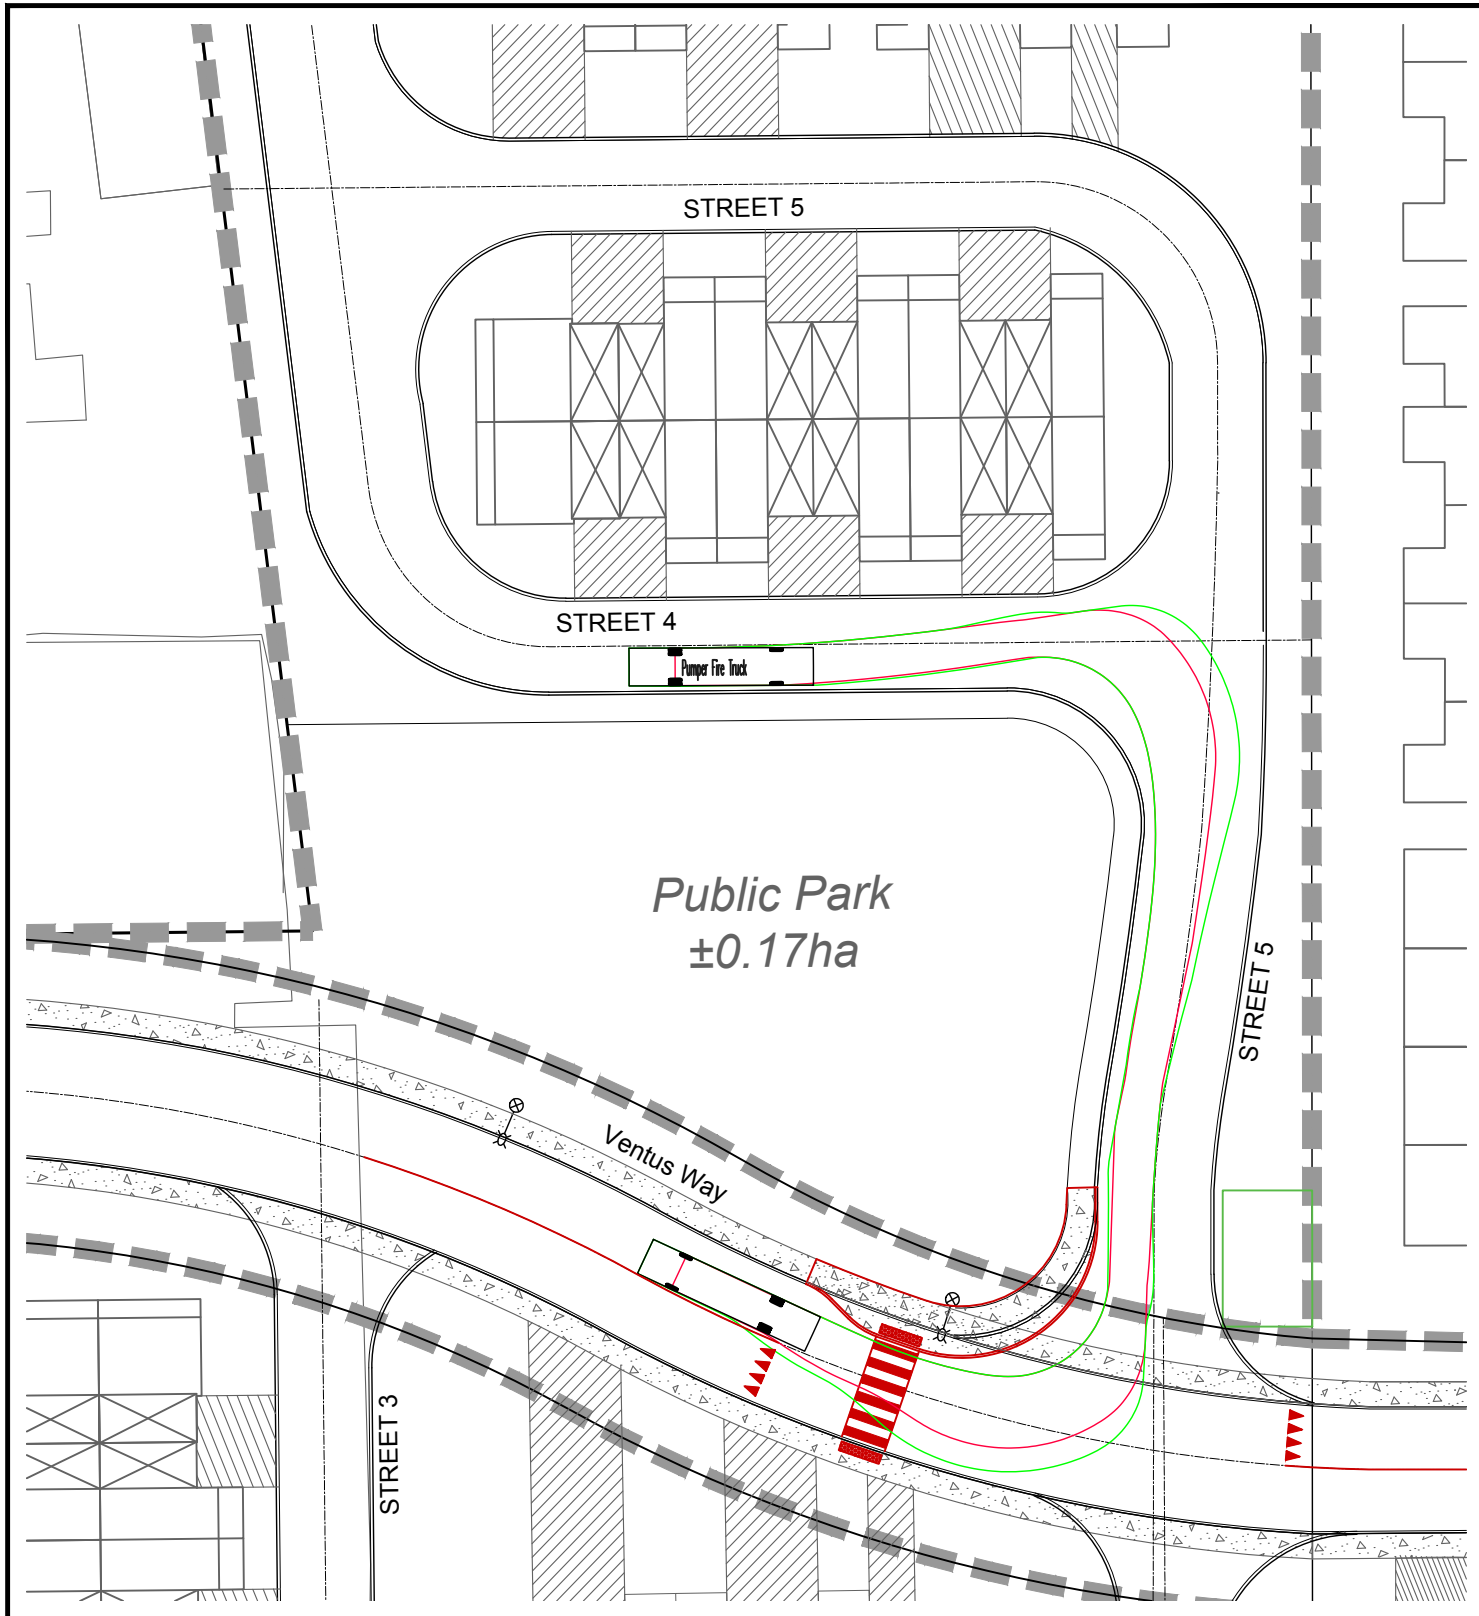 STREET 5
STREET 4
Pumper Fire Truck
Public Park
±0.17ha
STREET 5
Ventus Way
STREET 3